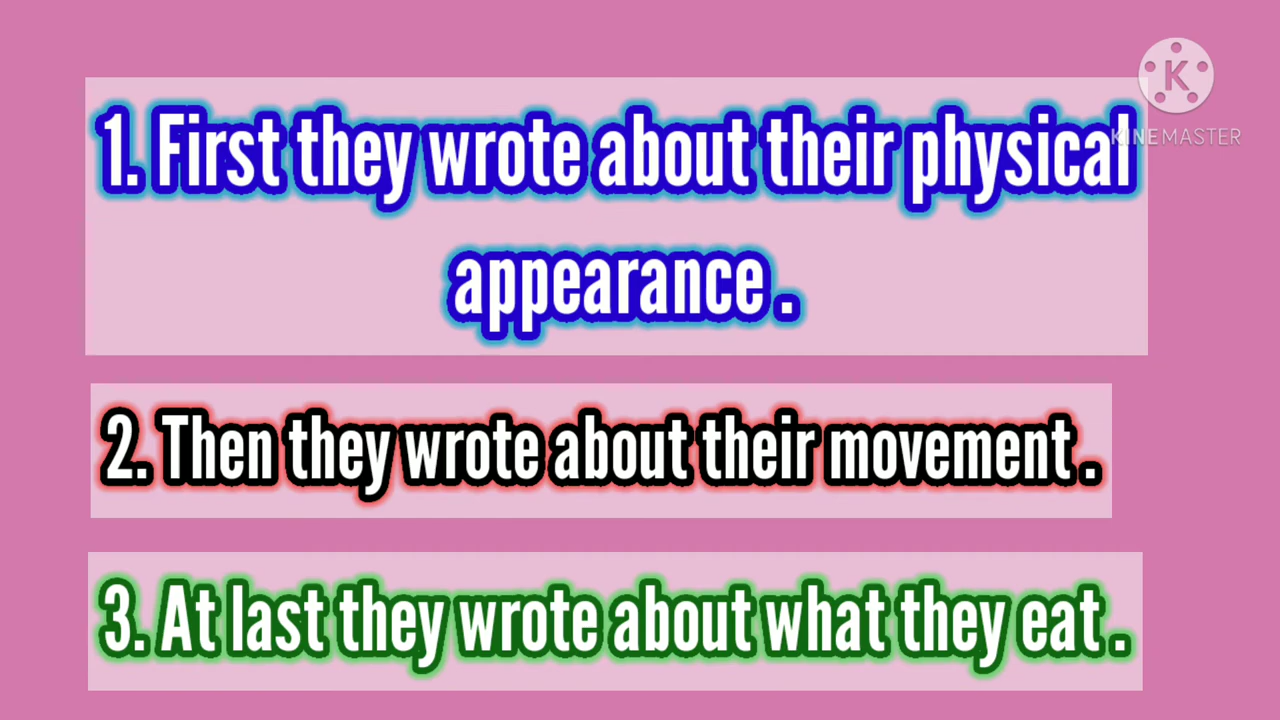 K
KINEMASTER
1. First they wrote about their physical
appearance .
2. Then they wrote about their movement .
3. At last they wrote about what they eat .